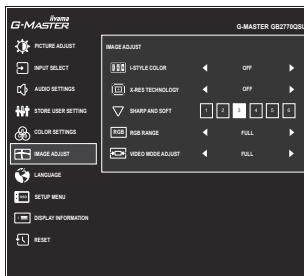 iiyama
G-MASTER
G-MASTER GB2770QSU
PICTURE ADJUST
INPUT SELECT
AUDIO SETTINGS
STORE USER SETTING
COLOR SETTINGS
IMAGE ADJUST
LANGUAGE
SETUP MENU
DISPLAY INFORMATION
RESET
IMAGE ADJUST
I-STYLE COLOR OFF
X-RES TECHNOLOGY OFF
SHARP AND SOFT 1 2 3 4 5 6
RGB RGB RANGE FULL
VIDEO MODE ADJUST FULL